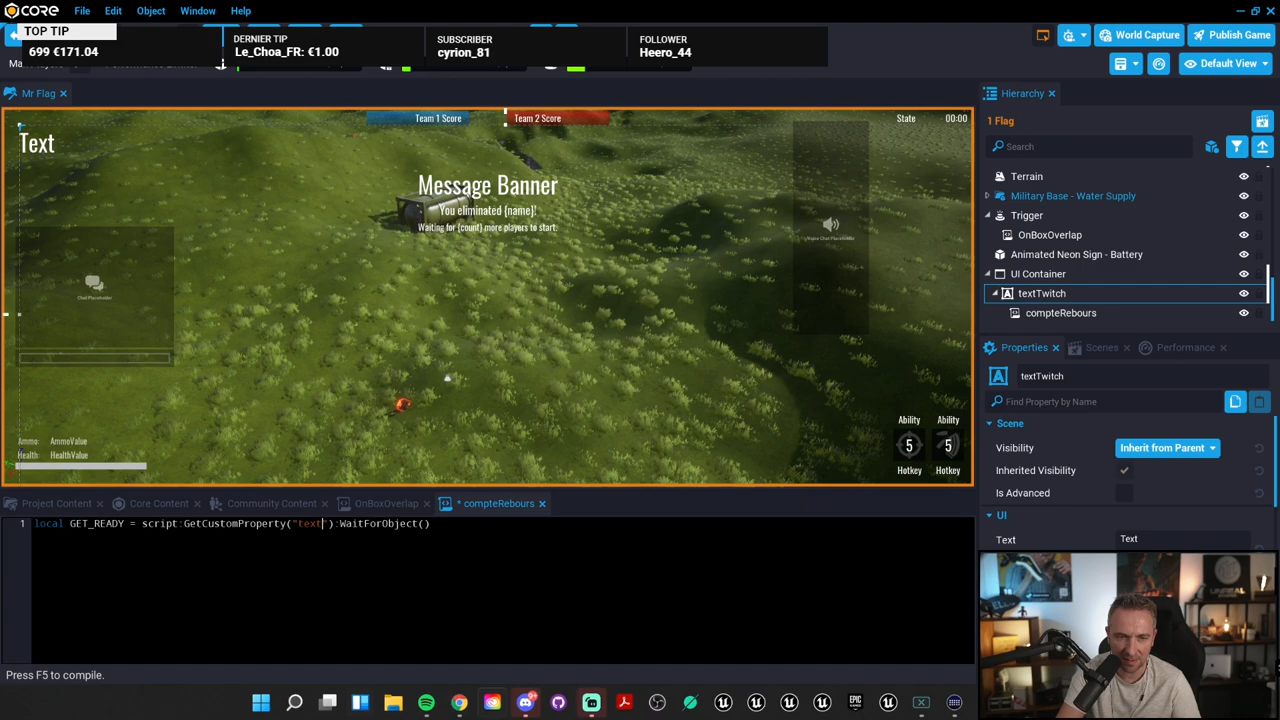 CORE
File Edit Object Window Help
TOP TIP
699 €171.04
DERNIER TIP
Le_Choa_FR: €1.00
SUBSCRIBER
cyrion_81
FOLLOWER
Heero_44
World Capture
Publish Game
Default View
Mr Flag
Text
Team 1 Score
Team 2 Score
State
00:00
Message Banner
You eliminated {name}!
Waiting for {count} more players to start.
Chat Placeholder
Voice Chat Placeholder
Ammo: AmmoValue
Health: HealthValue
Ability Ability
5 5
Hotkey Hotkey
Hierarchy
1 Flag
Search
Terrain
Military Base - Water Supply
Trigger
OnBoxOverlap
Animated Neon Sign - Battery
UI Container
textTwitch
compteRebours
Properties Scenes Performance
textTwitch
Find Property by Name
Scene
Visibility Inherit from Parent
Inherited Visibility
Is Advanced
UI
Text Text
Project Content Core Content Community Content OnBoxOverlap * compteRebours
1 local GET_READY = script:GetCustomProperty("text"):WaitForObject()
Press F5 to compile.